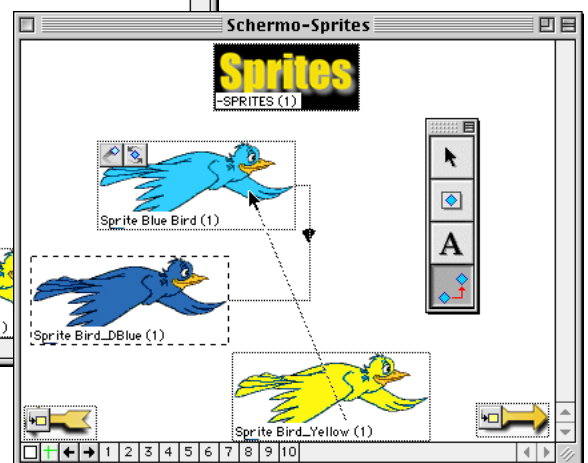 Schermo-Sprites
Sprites
-SPRITES (1)
Sprite Blue Bird (1)
A
Sprite Bird_DBlue (1)
)
Sprite Bird_Yellow (1)
1 2 3 4 5 6 7 8 9 10